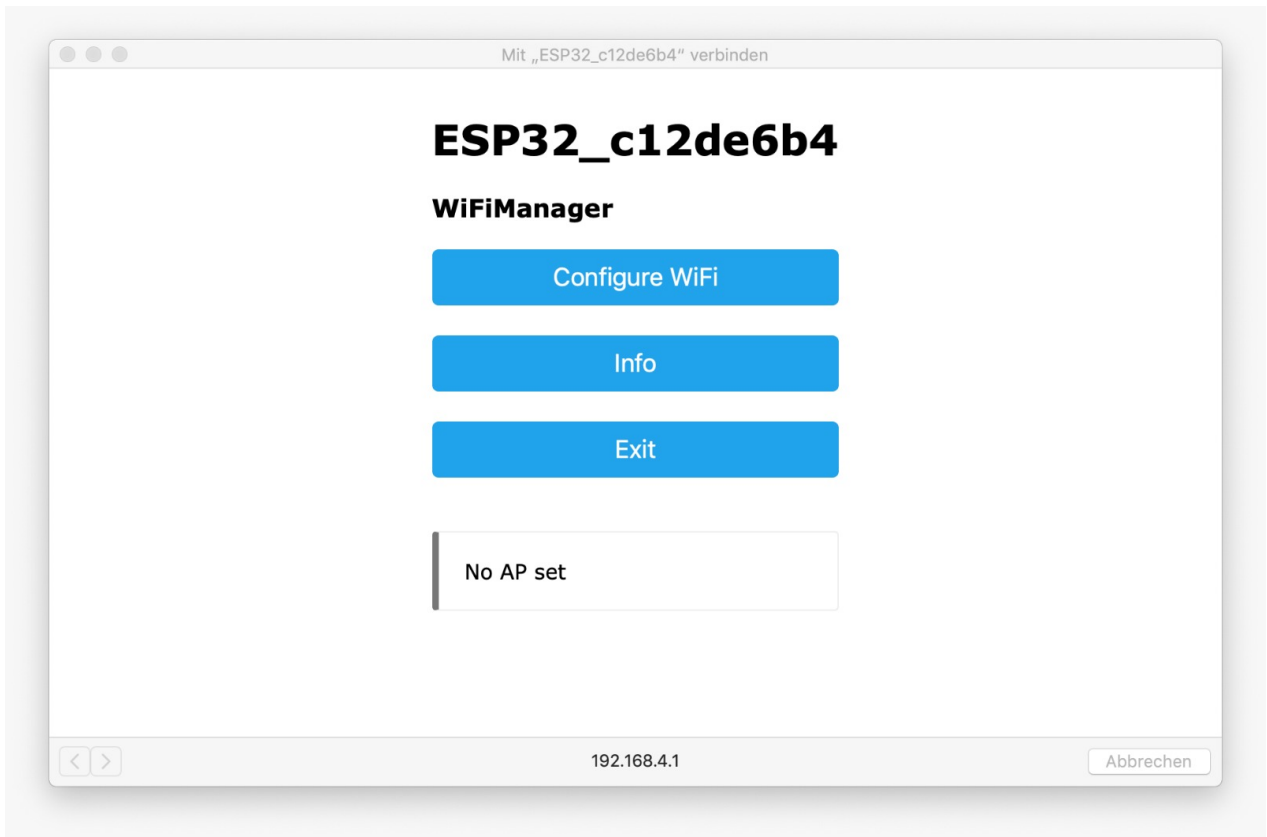 Mit „ESP32_c12de6b4“ verbinden
ESP32_c12de6b4
WiFiManager
Configure WiFi
Info
Exit
No AP set
192.168.4.1
Abbrechen